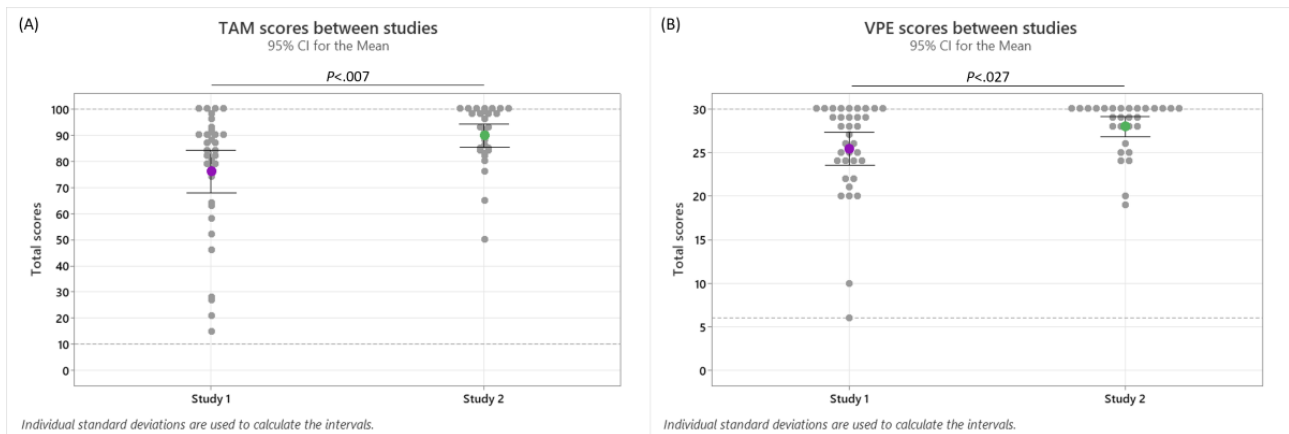 (A)
TAM scores between studies
95% CI for the Mean
P<.007
Total scores
100
90
80
70
60
50
40
30
20
10
0
Study 1
Study 2
Individual standard deviations are used to calculate the intervals.
(B)
VPE scores between studies
95% CI for the Mean
P<.027
Total scores
30
25
20
15
10
5
0
Study 1
Study 2
Individual standard deviations are used to calculate the intervals.